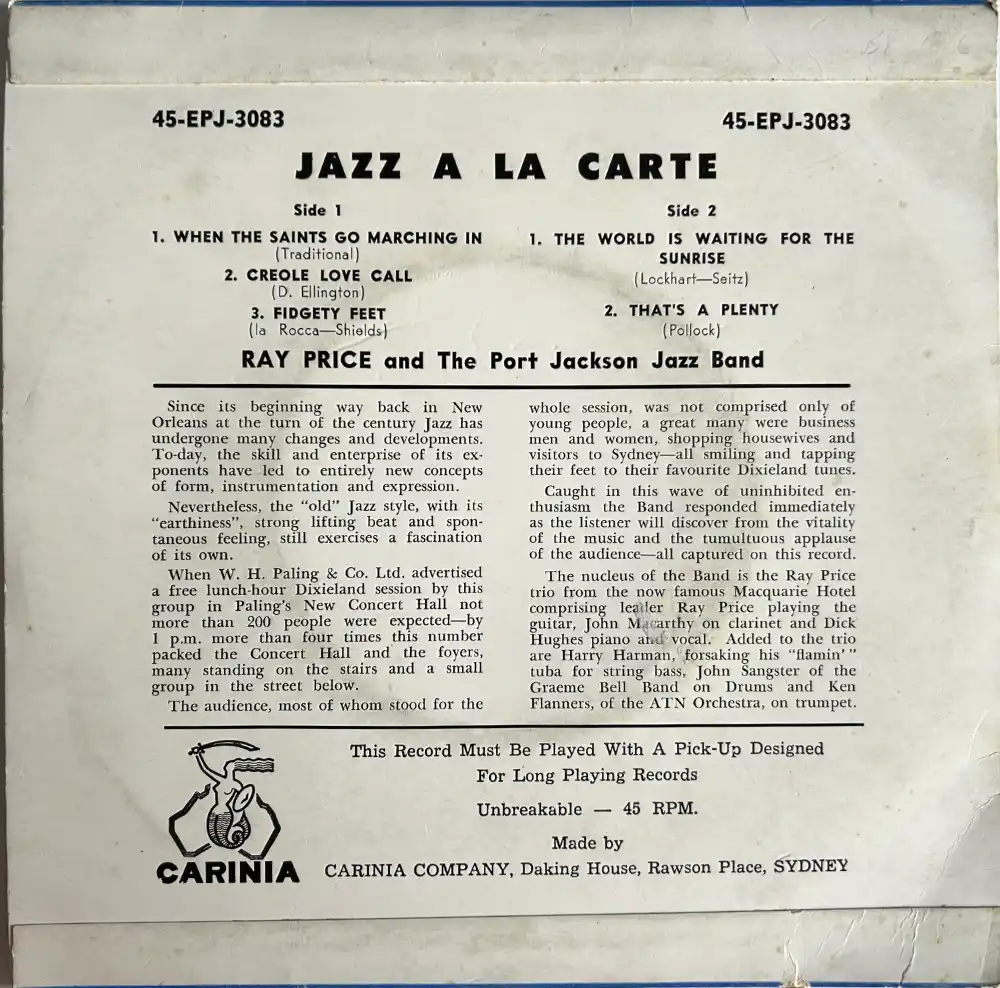 45-EPJ-3083
45-EPJ-3083
JAZZ A LA CARTE
Side 1
1. WHEN THE SAINTS GO MARCHING IN
(Traditional)
2. CREOLE LOVE CALL
(D. Ellington)
3. FIDGETY FEET
(la Rocca—Shields)
Side 2
1. THE WORLD IS WAITING FOR THE
SUNRISE
(Lockhart—Seitz)
2. THAT'S A PLENTY
(Pollock)
RAY PRICE and The Port Jackson Jazz Band
Since its beginning way back in New
Orleans at the turn of the century Jazz has
undergone many changes and developments.
To-day, the skill and enterprise of its ex-
ponents have led to entirely new concepts
of form, instrumentation and expression.
Nevertheless, the "old" Jazz style, with its
"earthiness", strong lifting beat and spon-
taneous feeling, still exercises a fascination
of its own.
When W. H. Paling & Co. Ltd. advertised
a free lunch-hour Dixieland session by this
group in Paling's New Concert Hall not
more than 200 people were expected—by
1 p.m. more than four times this number
packed the Concert Hall and the foyers,
many standing on the stairs and a small
group in the street below.
The audience, most of whom stood for the
whole session, was not comprised only of
young people, a great many were business
men and women, shopping housewives and
visitors to Sydney—all smiling and tapping
their feet to their favourite Dixieland tunes.
Caught in this wave of uninhibited en-
thusiasm the Band responded immediately
as the listener will discover from the vitality
of the music and the tumultuous applause
of the audience—all captured on this record.
The nucleus of the Band is the Ray Price
trio from the now famous Macquarie Hotel
comprising leader Ray Price playing the
guitar, John Macarthy on clarinet and Dick
Hughes piano and vocal. Added to the trio
are Harry Harman, forsaking his "flamin'"
tuba for string bass, John Sangster of the
Graeme Bell Band on Drums and Ken
Flanners, of the ATN Orchestra, on trumpet.
CARINIA
This Record Must Be Played With A Pick-Up Designed
For Long Playing Records
Unbreakable — 45 RPM.
Made by
CARINIA COMPANY, Daking House, Rawson Place, SYDNEY